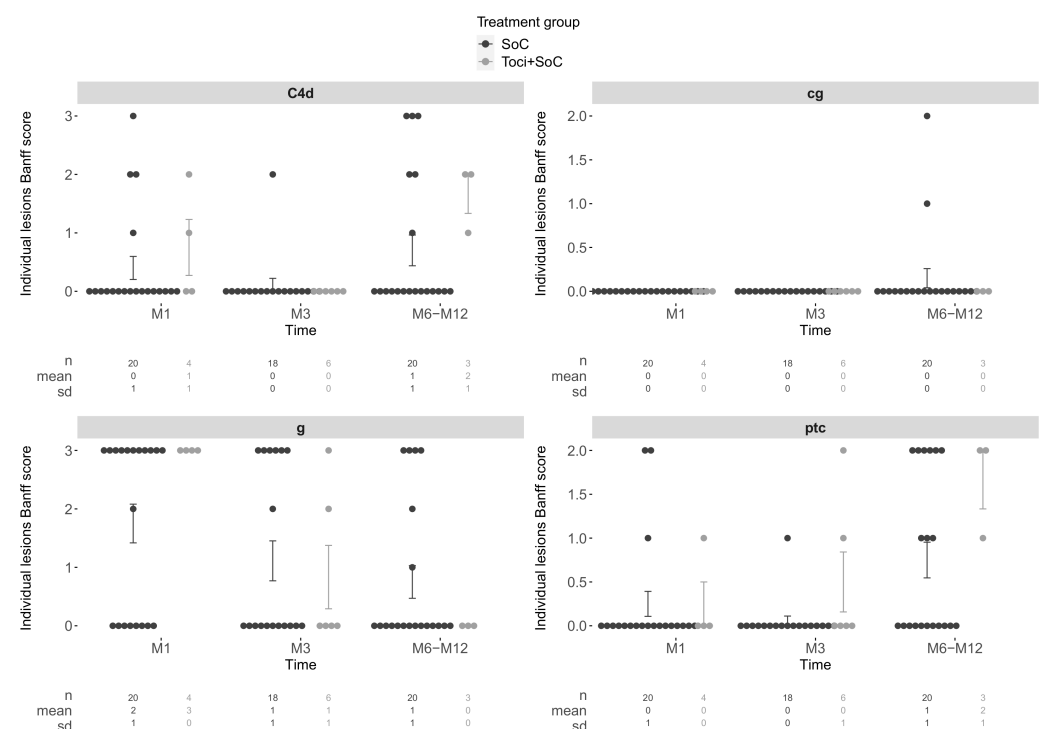 Treatment group
SoC
Toci+SoC
C4d
Individual lesions Banff score
3
2
1
0
M1 M3 M6−M12
Time
n 20 4 18 6 20 3
mean 0 1 0 0 1 2
sd 1 1 0 0 1 1
cg
Individual lesions Banff score
2.0
1.5
1.0
0.5
0.0
M1 M3 M6−M12
Time
n 20 4 18 6 20 3
mean 0 0 0 0 0 0
sd 0 0 0 0 0 0
g
Individual lesions Banff score
3
2
1
0
M1 M3 M6−M12
Time
n 20 4 18 6 20 3
mean 2 3 1 1 1 0
sd 1 0 1 1 1 0
ptc
Individual lesions Banff score
2.0
1.5
1.0
0.5
0.0
M1 M3 M6−M12
Time
n 20 4 18 6 20 3
mean 0 0 0 0 1 2
sd 1 0 0 1 1 1